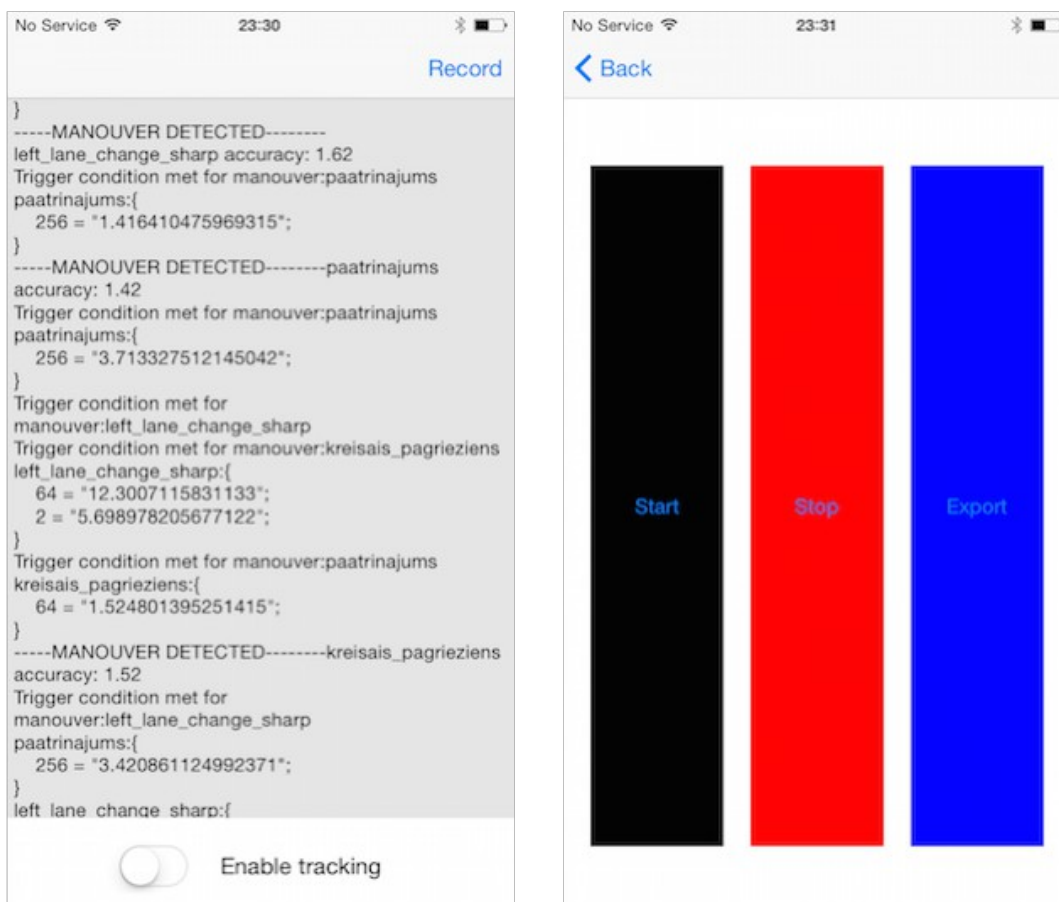 No Service 23:30
Record
}
-----MANOUVER DETECTED--------
left_lane_change_sharp accuracy: 1.62
Trigger condition met for manouver:paatrinajums
paatrinajums:{
256 = "1.416410475969315";
}
-----MANOUVER DETECTED--------paatrinajums
accuracy: 1.42
Trigger condition met for manouver:paatrinajums
paatrinajums:{
256 = "3.713327512145042";
}
Trigger condition met for
manouver:left_lane_change_sharp
Trigger condition met for manouver:kreisais_pagrieziens
left_lane_change_sharp:{
64 = "12.3007115831133";
2 = "5.698978205677122";
}
Trigger condition met for manouver:paatrinajums
kreisais_pagrieziens:{
64 = "1.524801395251415";
}
-----MANOUVER DETECTED--------kreisais_pagrieziens
accuracy: 1.52
Trigger condition met for
manouver:left_lane_change_sharp
paatrinajums:{
256 = "3.420861124992371";
}
left_lane_change_sharp:{
Enable tracking
No Service 23:31
Back
Start Stop Export